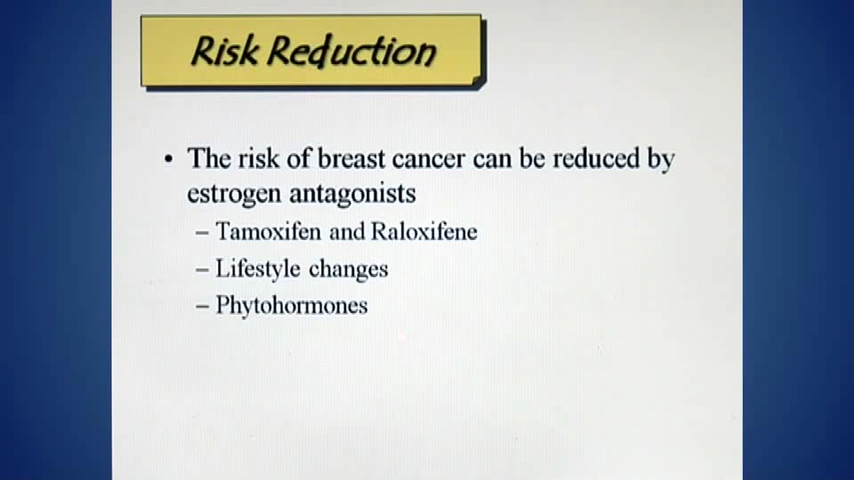 Risk Reduction
• The risk of breast cancer can be reduced by
estrogen antagonists
– Tamoxifen and Raloxifene
– Lifestyle changes
– Phytohormones